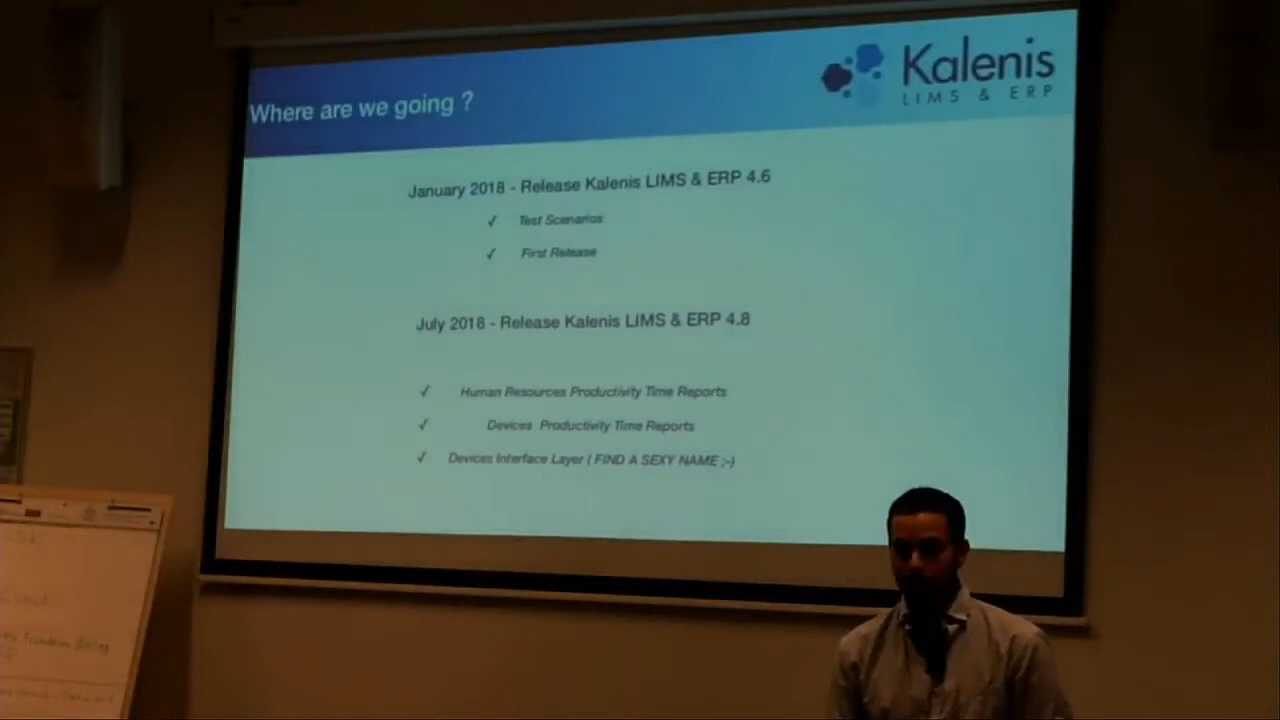 Where are we going ?
Kalenis
LIMS & ERP
January 2018 - Release Kalenis LIMS & ERP 4.6
✓ Test Scenarios
✓ First Release
July 2018 - Release Kalenis LIMS & ERP 4.8
✓ Human Resources Productivity Time Reports
✓ Devices Productivity Time Reports
✓ Devices Interface Layer ( FIND A SEXY NAME ;-)